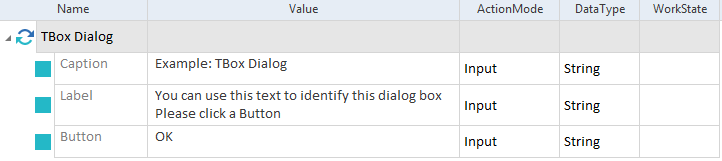 Name Value ActionMode DataType WorkState
TBox Dialog
Caption Example: TBox Dialog Input String
Label You can use this text to identify this dialog box Input String
Please click a Button
Button OK Input String